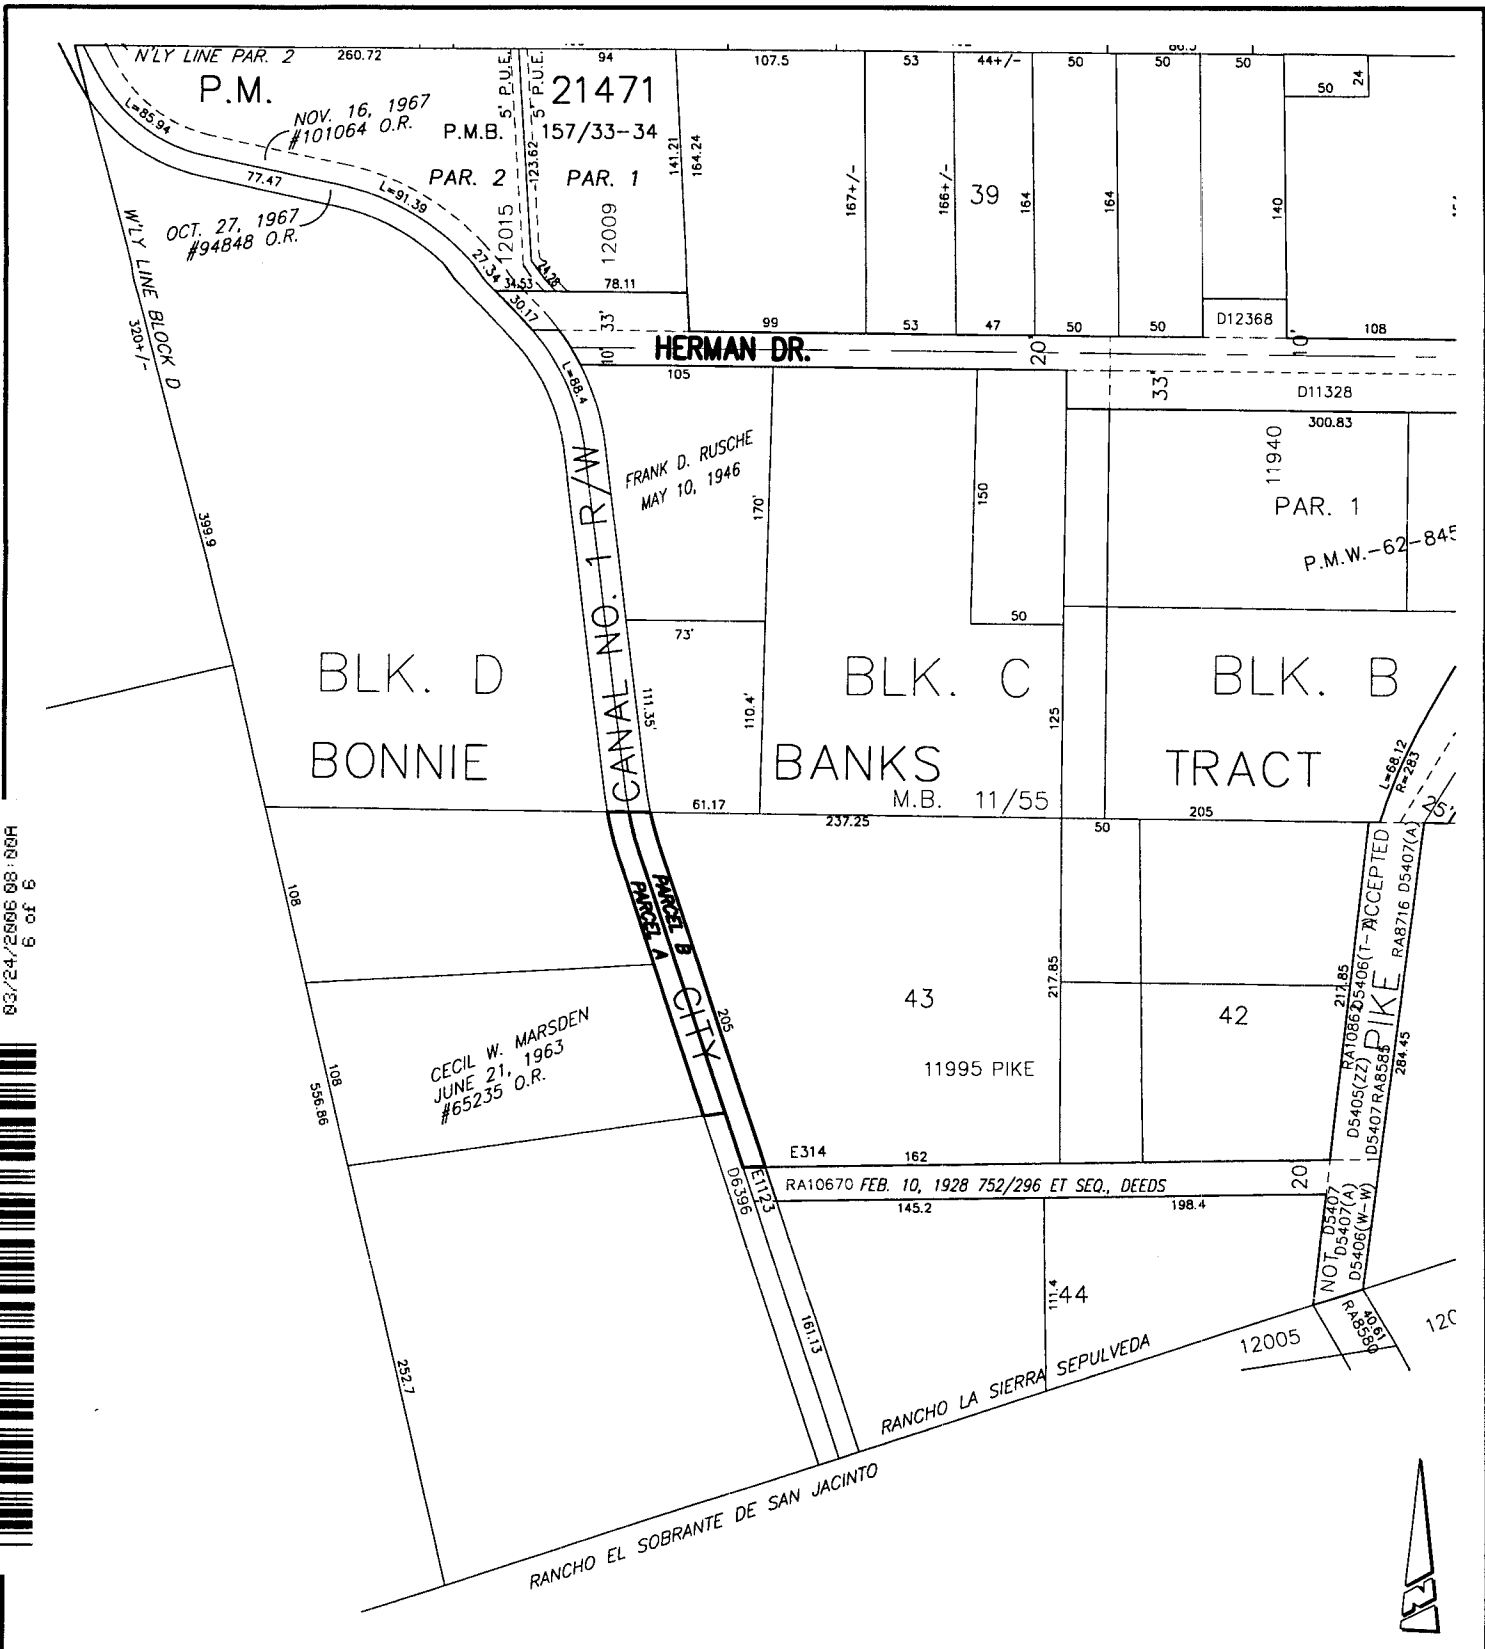 N'LY LINE PAR. 2
260.72
94
107.5
53
44+/-
50
50
50
50
24
P.M.
21471
5' P.U.E.
5' P.U.E.
L=85.94
NOV. 16, 1967
#101064 O.R.
P.M.B.
157/33-34
123.62
141.21
164.24
167+/-
166+/-
39
164
164
140
77.47
L=91.39
PAR. 2
PAR. 1
OCT. 27, 1967
#94848 O.R.
12015
12009
W'LY LINE BLOCK D
320+/-
27.34
34.53
24.28
78.11
30.17
33'
10'
99
53
47
50
50
D12368
108
HERMAN DR.
20'
10'
L=88.4
105
33'
D11328
300.83
FRANK D. RUSCHE
MAY 10, 1946
170'
150
11940
PAR. 1
P.M.W.-62-845
399.9
CANAL NO. 1 R/W
50
73'
BLK. D
BLK. C
BLK. B
111.35'
110.4'
125
BONNIE
BANKS
TRACT
M.B. 11/55
L=68.12
R=283
25'
61.17
237.25
50
205
108
PARCEL B
PARCEL A
CITY
205
43
217.85
42
217.85
11995 PIKE
PIKE
ACCEPTED
RA8716 D5407(A)
D5405(ZZ)
D5407 RA8585
284.45
CECIL W. MARSDEN
JUNE 21, 1963
#65235 O.R.
108
556.86
E314
162
D6396
E1123
RA10670 FEB. 10, 1928 752/296 ET SEQ., DEEDS
20
145.2
198.4
NOT D5407
D5407(A)
D5406(W-W)
111.4
44
161.13
252.7
12005
40.61
RA8580
RANCHO LA SIERRA SEPULVEDA
RANCHO EL SOBRANTE DE SAN JACINTO
N
03/24/2006 08:00A
6 of 6